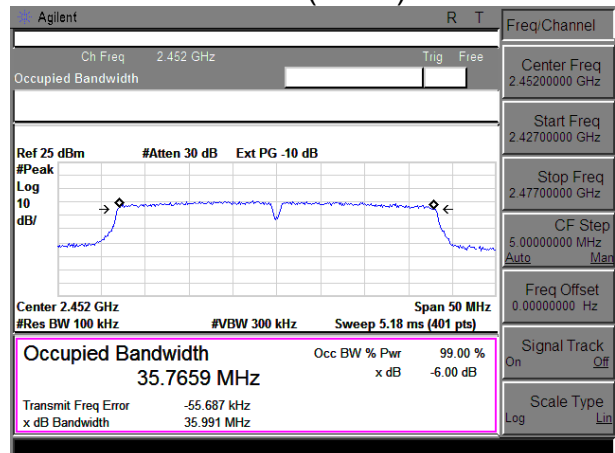 Agilent R T
Ch Freq 2.452 GHz Trig Free
Occupied Bandwidth
Ref 25 dBm #Atten 30 dB Ext PG -10 dB
#Peak
Log
10
dB/
Center 2.452 GHz Span 50 MHz
#Res BW 100 kHz #VBW 300 kHz Sweep 5.18 ms (401 pts)
Occupied Bandwidth Occ BW % Pwr 99.00 %
35.7659 MHz x dB -6.00 dB
Transmit Freq Error -55.687 kHz
x dB Bandwidth 35.991 MHz
Freq/Channel
Center Freq
2.45200000 GHz
Start Freq
2.42700000 GHz
Stop Freq
2.47700000 GHz
CF Step
5.00000000 MHz
Auto Man
Freq Offset
0.00000000 Hz
Signal Track
On Off
Scale Type
Log Lin